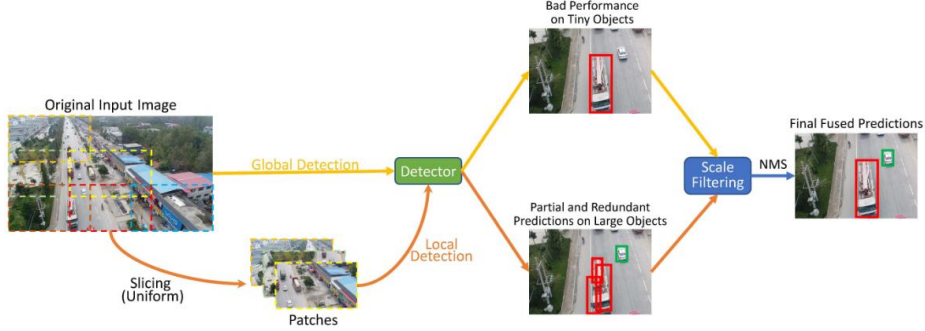 Bad Performance
on Tiny Objects
Original Input Image
Final Fused Predictions
Global Detection
Detector
Scale
Filtering
NMS
Partial and Redundant
Predictions on Large Objects
Local
Detection
Slicing
(Uniform)
Patches